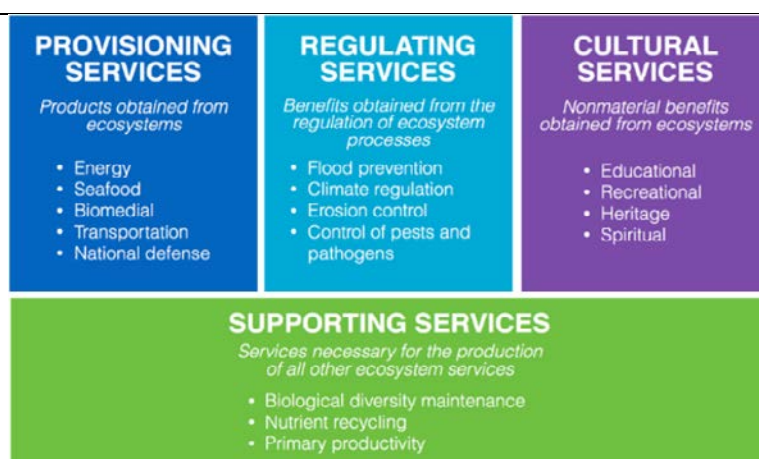 PROVISIONING
SERVICES
Products obtained from
ecosystems
• Energy
• Seafood
• Biomedial
• Transportation
• National defense
REGULATING
SERVICES
Benefits obtained from the
regulation of ecosystem
processes
• Flood prevention
• Climate regulation
• Erosion control
• Control of pests and
pathogens
CULTURAL
SERVICES
Nonmaterial benefits
obtained from ecosystems
• Educational
• Recreational
• Heritage
• Spiritual
SUPPORTING SERVICES
Services necessary for the production
of all other ecosystem services
• Biological diversity maintenance
• Nutrient recycling
• Primary productivity